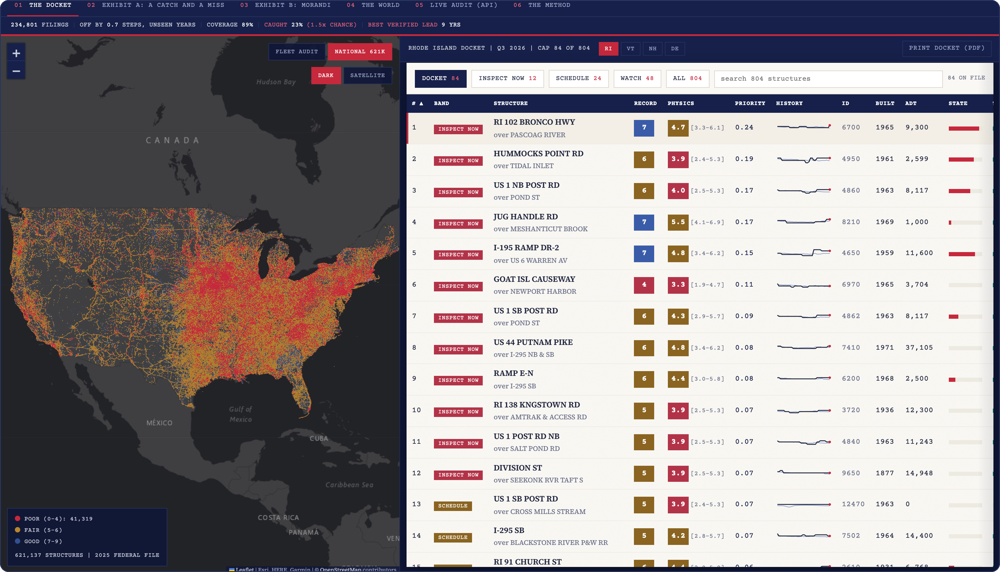 01 THE DOCKET 02 EXHIBIT A: A CATCH AND A MISS 03 EXHIBIT B: MORANDI 04 THE WORLD 05 LIVE AUDIT (API) 06 THE METHOD
234,801 FILINGS OFF BY 0.7 STEPS, UNSEEN YEARS COVERAGE 89% CAUGHT 23% (1.5x CHANCE) BEST VERIFIED LEAD 9 YRS
+
−
FLEET AUDIT NATIONAL 621K
DARK SATELLITE
Hudson Bay
CANADA
UNITED
Gulf of
Mexico
MÉXICO
CUBA
Caribbean Sea
COSTA RICA
PANAMÁ
VEN
POOR (0-4): 41,319
FAIR (5-6)
GOOD (7-9)
621,137 STRUCTURES | 2025 FEDERAL FILE
Leaflet | Esri, HERE, Garmin | © OpenStreetMap contributors
RHODE ISLAND DOCKET | Q3 2026 | CAP 84 OF 804 RI VT NH DE PRINT DOCKET (PDF)
DOCKET 84 INSPECT NOW 12 SCHEDULE 24 WATCH 48 ALL 804 search 804 structures 84 ON FILE
# ▲ BAND STRUCTURE RECORD PHYSICS PRIORITY HISTORY ID BUILT ADT STATE
1 INSPECT NOW RI 102 BRONCO HWY 7 4.7 [3.3-6.1] 0.24 6700 1965 9,300
over PASCOAG RIVER
2 INSPECT NOW HUMMOCKS POINT RD 6 3.9 [2.4-5.3] 0.19 4950 1961 2,599
over TIDAL INLET
3 INSPECT NOW US 1 NB POST RD 6 4.0 [2.5-5.3] 0.17 4860 1963 8,117
over POND ST
4 INSPECT NOW JUG HANDLE RD 7 5.5 [4.1-6.9] 0.17 8210 1969 1,000
over MESHANTICUT BROOK
5 INSPECT NOW I-195 RAMP DR-2 7 4.8 [3.4-6.2] 0.15 4650 1959 11,600
over US 6 WARREN AV
6 INSPECT NOW GOAT ISL CAUSEWAY 4 3.3 [1.9-4.7] 0.11 6970 1965 3,704
over NEWPORT HARBOR
7 INSPECT NOW US 1 SB POST RD 6 4.3 [2.9-5.7] 0.09 4862 1963 8,117
over POND ST
8 INSPECT NOW US 44 PUTNAM PIKE 6 4.8 [3.4-6.2] 0.08 7410 1971 37,105
over I-295 NB & SB
9 INSPECT NOW RAMP E-N 6 4.4 [3.0-5.8] 0.08 6200 1968 2,500
over I-295 SB
10 INSPECT NOW RI 138 KNGSTOWN RD 5 3.9 [2.5-5.3] 0.07 3720 1936 12,300
over AMTRAK & ACCESS RD
11 INSPECT NOW US 1 POST RD NB 5 3.9 [2.5-5.3] 0.07 4840 1963 11,243
over SALT POND RD
12 INSPECT NOW DIVISION ST 5 3.9 [2.5-5.3] 0.07 9650 1877 14,948
over SEEKONK RVR TAFT S
13 SCHEDULE US 1 SB POST RD 5 3.9 [2.4-5.3] 0.07 12470 1963 0
over CROSS MILLS STREAM
14 SCHEDULE I-295 SB 5 4.2 [2.8-5.7] 0.07 7502 1964 14,400
over BLACKSTONE RIVER P&W RR
RI 91 CHURCH ST